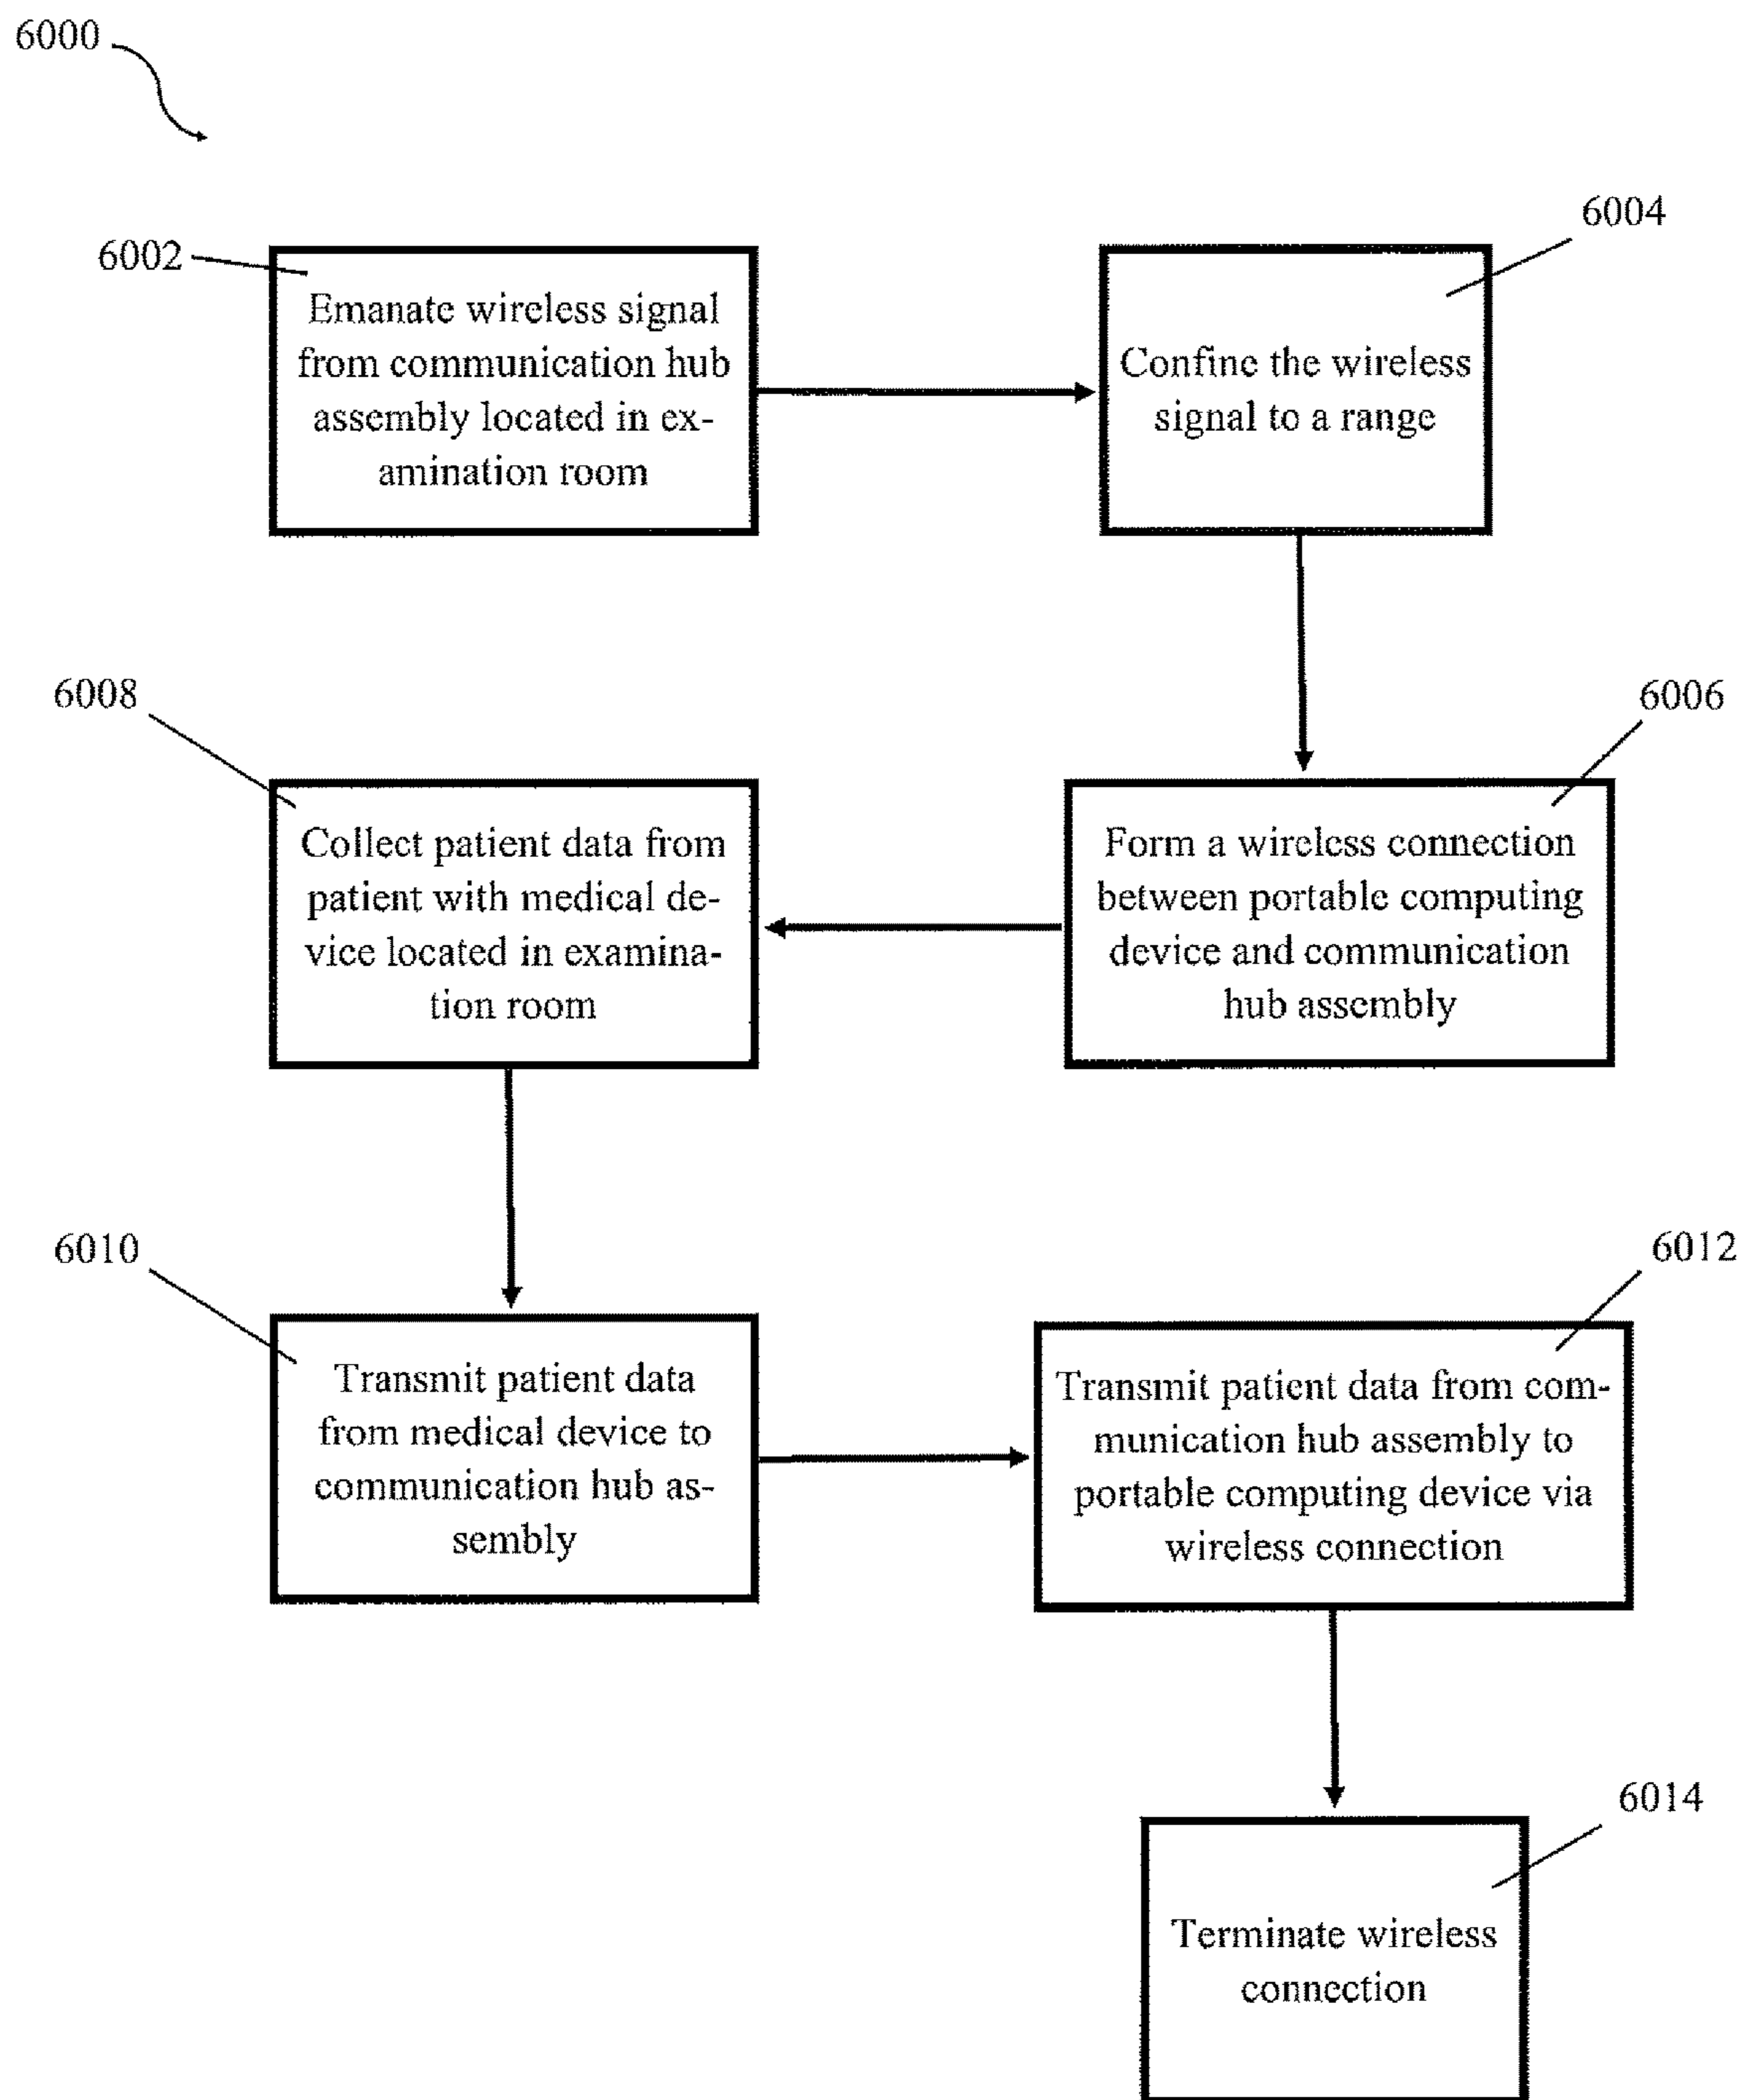 6000
6002
Emanate wireless signal
from communication hub
assembly located in ex-
amination room
6004
Confine the wireless
signal to a range
6006
Form a wireless connection
between portable computing
device and communication
hub assembly
6008
Collect patient data from
patient with medical de-
vice located in examina-
tion room
6010
Transmit patient data
from medical device to
communication hub as-
sembly
6012
Transmit patient data from com-
munication hub assembly to
portable computing device via
wireless connection
6014
Terminate wireless
connection